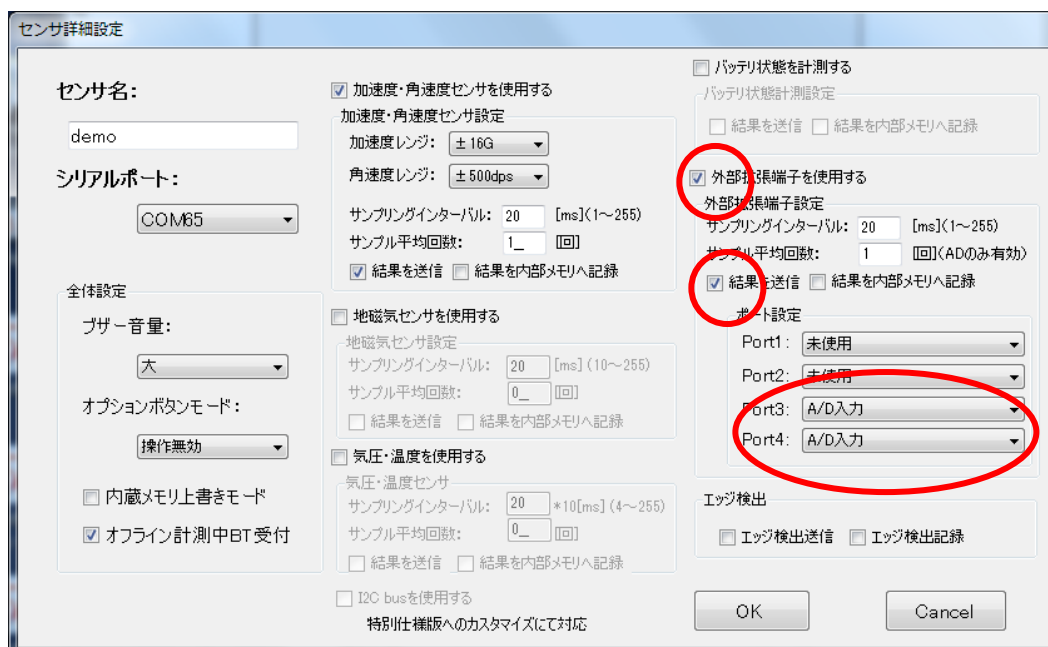 センサ詳細設定
センサ名:
demo
シリアルポート:
COM65
全体設定
ブザー音量:
大
オプションボタンモード:
操作無効
内蔵メモリ上書きモード
オフライン計測中BT受付
加速度・角速度センサを使用する
加速度・角速度センサ設定
加速度レンジ: ±16G
角速度レンジ: ±500dps
サンプリングインターバル: 20 [ms](1~255)
サンプル平均回数: 1_ [回]
結果を送信 結果を内部メモリへ記録
地磁気センサを使用する
地磁気センサ設定
サンプリングインターバル: 20 [ms](10~255)
サンプル平均回数: 0_ [回]
結果を送信 結果を内部メモリへ記録
気圧・温度を使用する
気圧・温度センサ
サンプリングインターバル: 20 *10[ms](4~255)
サンプル平均回数: 0_ [回]
結果を送信 結果を内部メモリへ記録
I2C busを使用する
特別仕様版へのカスタマイズにて対応
バッテリ状態を計測する
バッテリ状態計測設定
結果を送信 結果を内部メモリへ記録
外部拡張端子を使用する
外部拡張端子設定
サンプリングインターバル: 20 [ms](1~255)
サンプル平均回数: 1 [回](ADのみ有効)
結果を送信 結果を内部メモリへ記録
ポート設定
Port1: 未使用
Port2: 未使用
Port3: A/D入力
Port4: A/D入力
エッジ検出
エッジ検出送信 エッジ検出記録
OK Cancel